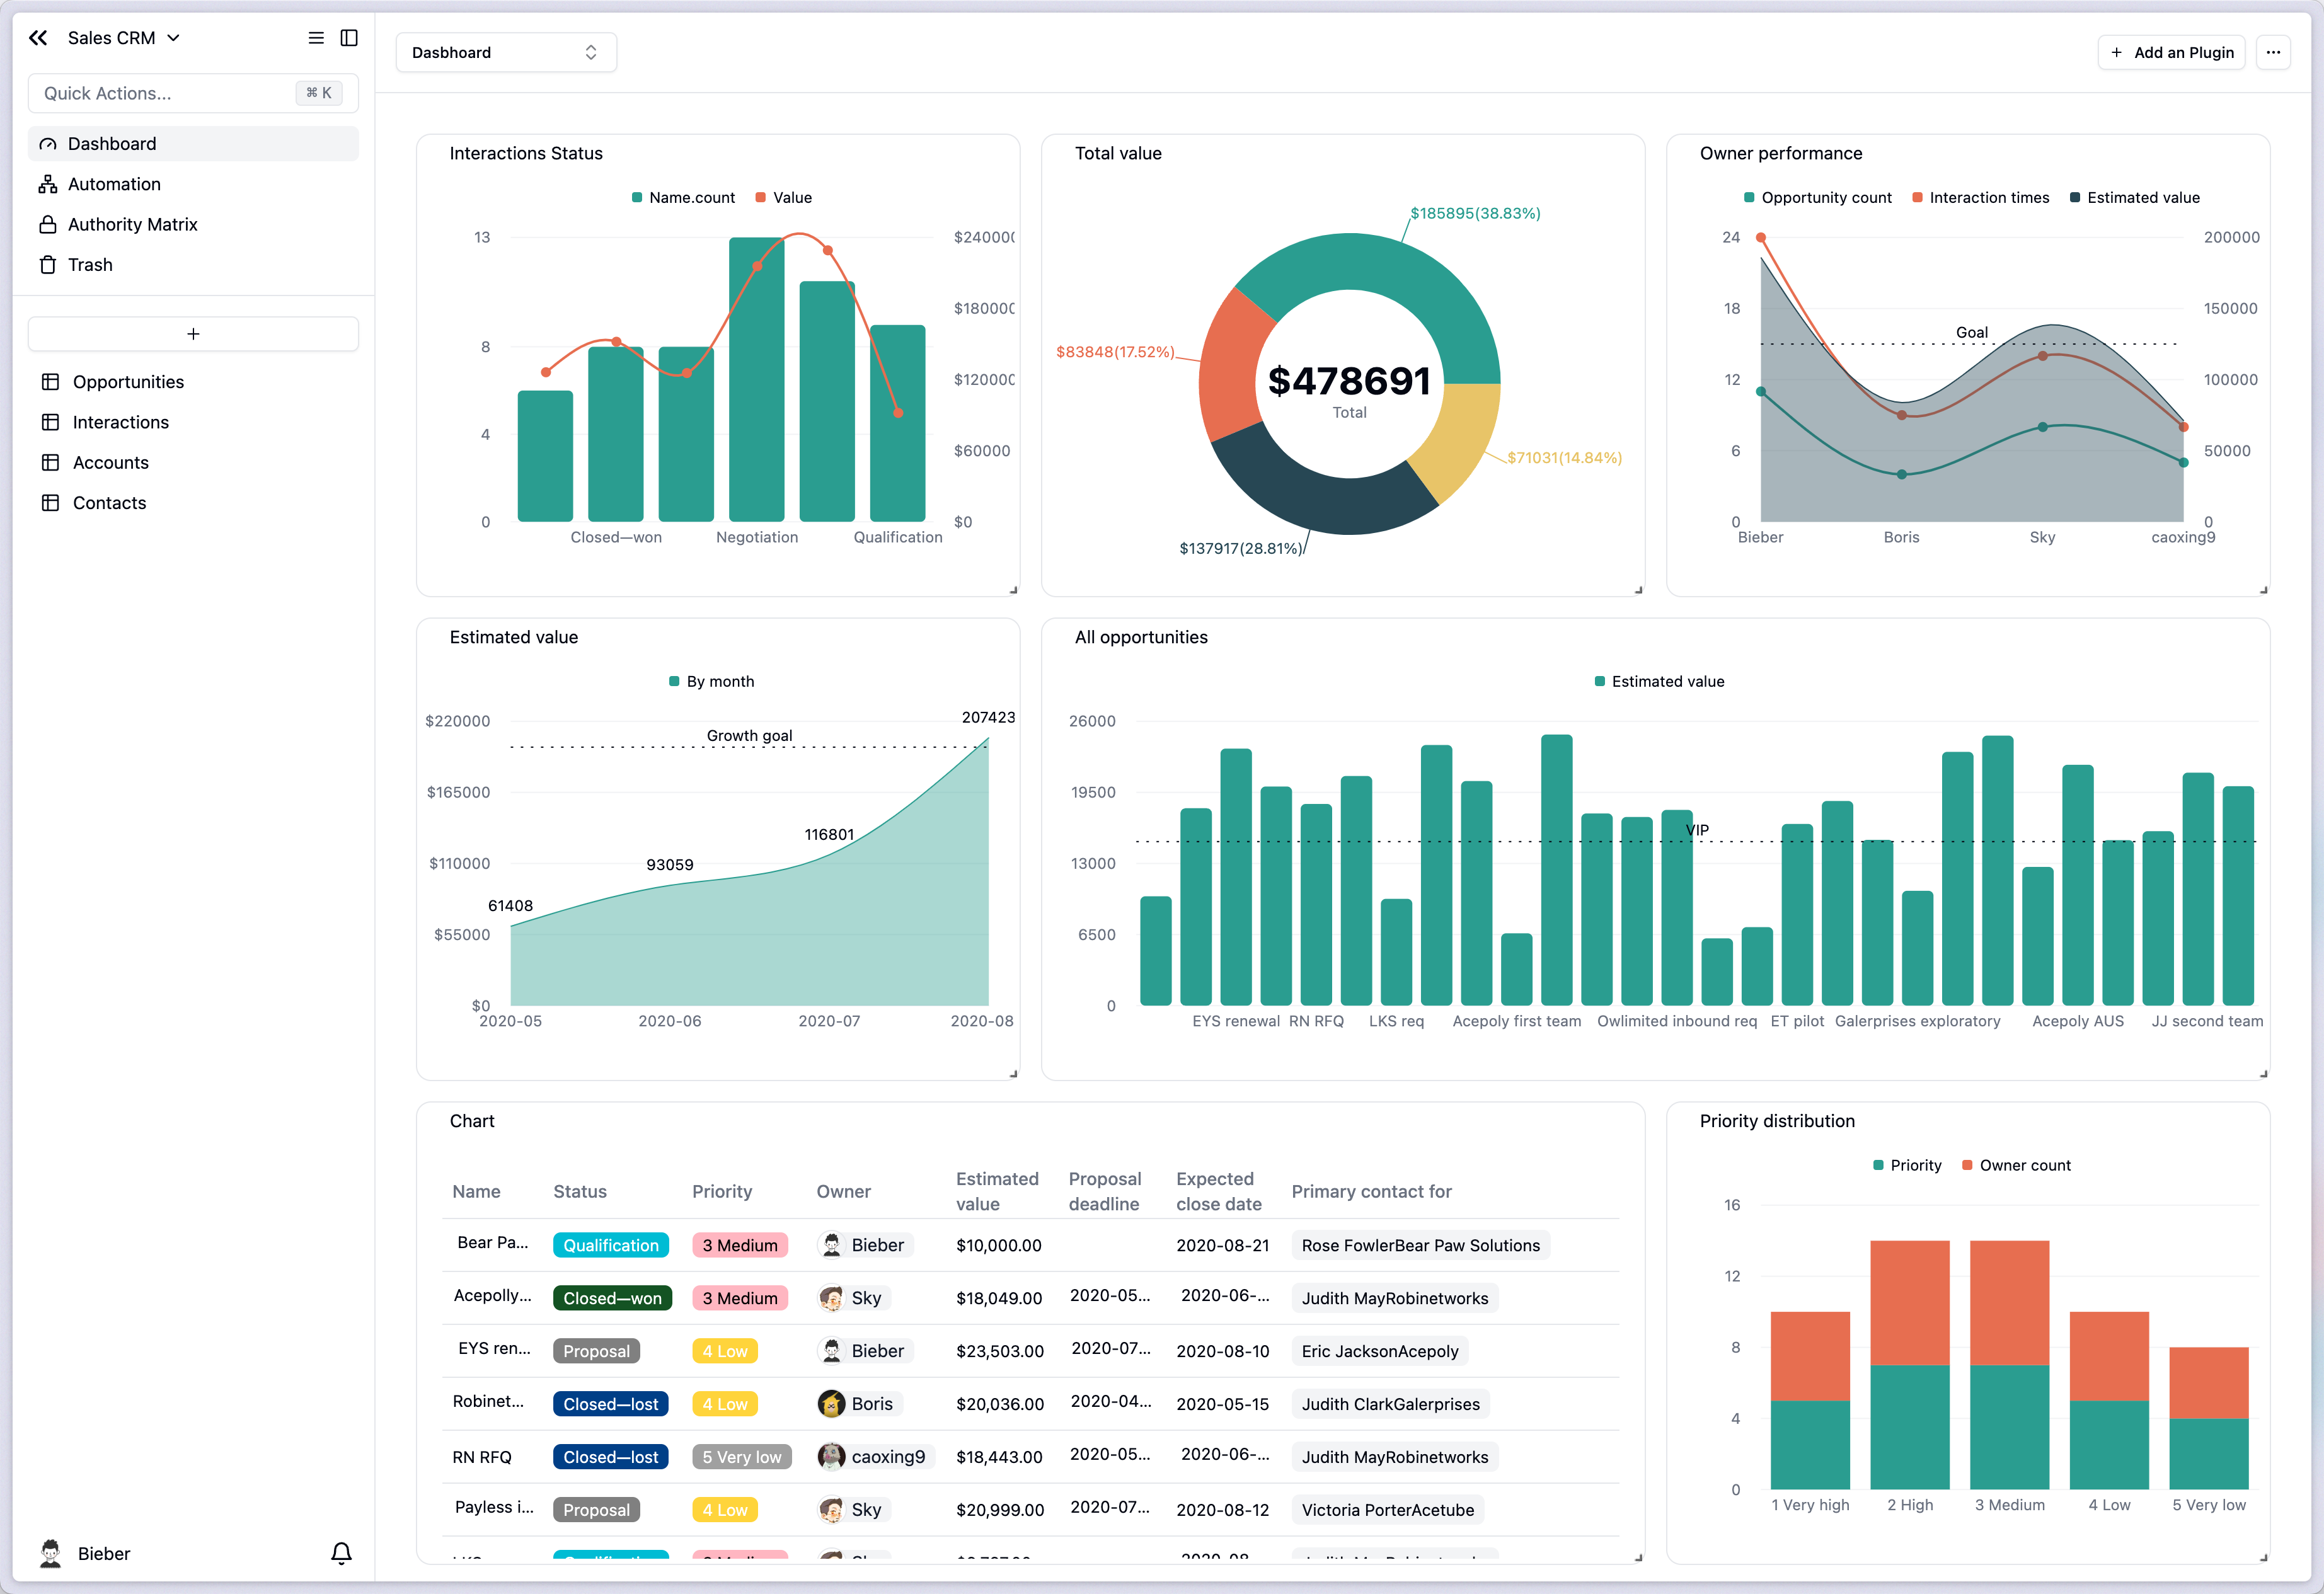 Sales CRM
Quick Actions...
⌘ K
Dashboard
Automation
Authority Matrix
Trash
+
Opportunities
Interactions
Accounts
Contacts
Bieber
Dasbhoard
+ Add an Plugin
...
Interactions Status
Name.count Value
13
8
4
0
$240000
$180000
$120000
$60000
$0
Closed—won Negotiation Qualification
Total value
$185895(38.83%)
$83848(17.52%)
$478691
Total
$71031(14.84%)
$137917(28.81%)
Owner performance
Opportunity count Interaction times Estimated value
24
18
12
6
0
Goal
200000
150000
100000
50000
0
Bieber Boris Sky caoxing9
Estimated value
By month
$220000
$165000
$110000
$55000
$0
Growth goal
61408
93059
116801
207423
2020-05 2020-06 2020-07 2020-08
All opportunities
Estimated value
26000
19500
13000
6500
0
VIP
EYS renewal RN RFQ LKS req Acepoly first team Owlimited inbound req ET pilot Galerprises exploratory Acepoly AUS JJ second team
Chart
Name Status Priority Owner Estimated value Proposal deadline Expected close date Primary contact for
Bear Pa... Qualification 3 Medium Bieber $10,000.00 2020-08-21 Rose FowlerBear Paw Solutions
Acepolly... Closed—won 3 Medium Sky $18,049.00 2020-05... 2020-06-... Judith MayRobinetworks
EYS ren... Proposal 4 Low Bieber $23,503.00 2020-07... 2020-08-10 Eric JacksonAcepoly
Robinet... Closed—lost 4 Low Boris $20,036.00 2020-04... 2020-05-15 Judith ClarkGalerprises
RN RFQ Closed—lost 5 Very low caoxing9 $18,443.00 2020-05... 2020-06-... Judith MayRobinetworks
Payless i... Proposal 4 Low Sky $20,999.00 2020-07... 2020-08-12 Victoria PorterAcetube
Priority distribution
Priority Owner count
16
12
8
4
0
1 Very high 2 High 3 Medium 4 Low 5 Very low